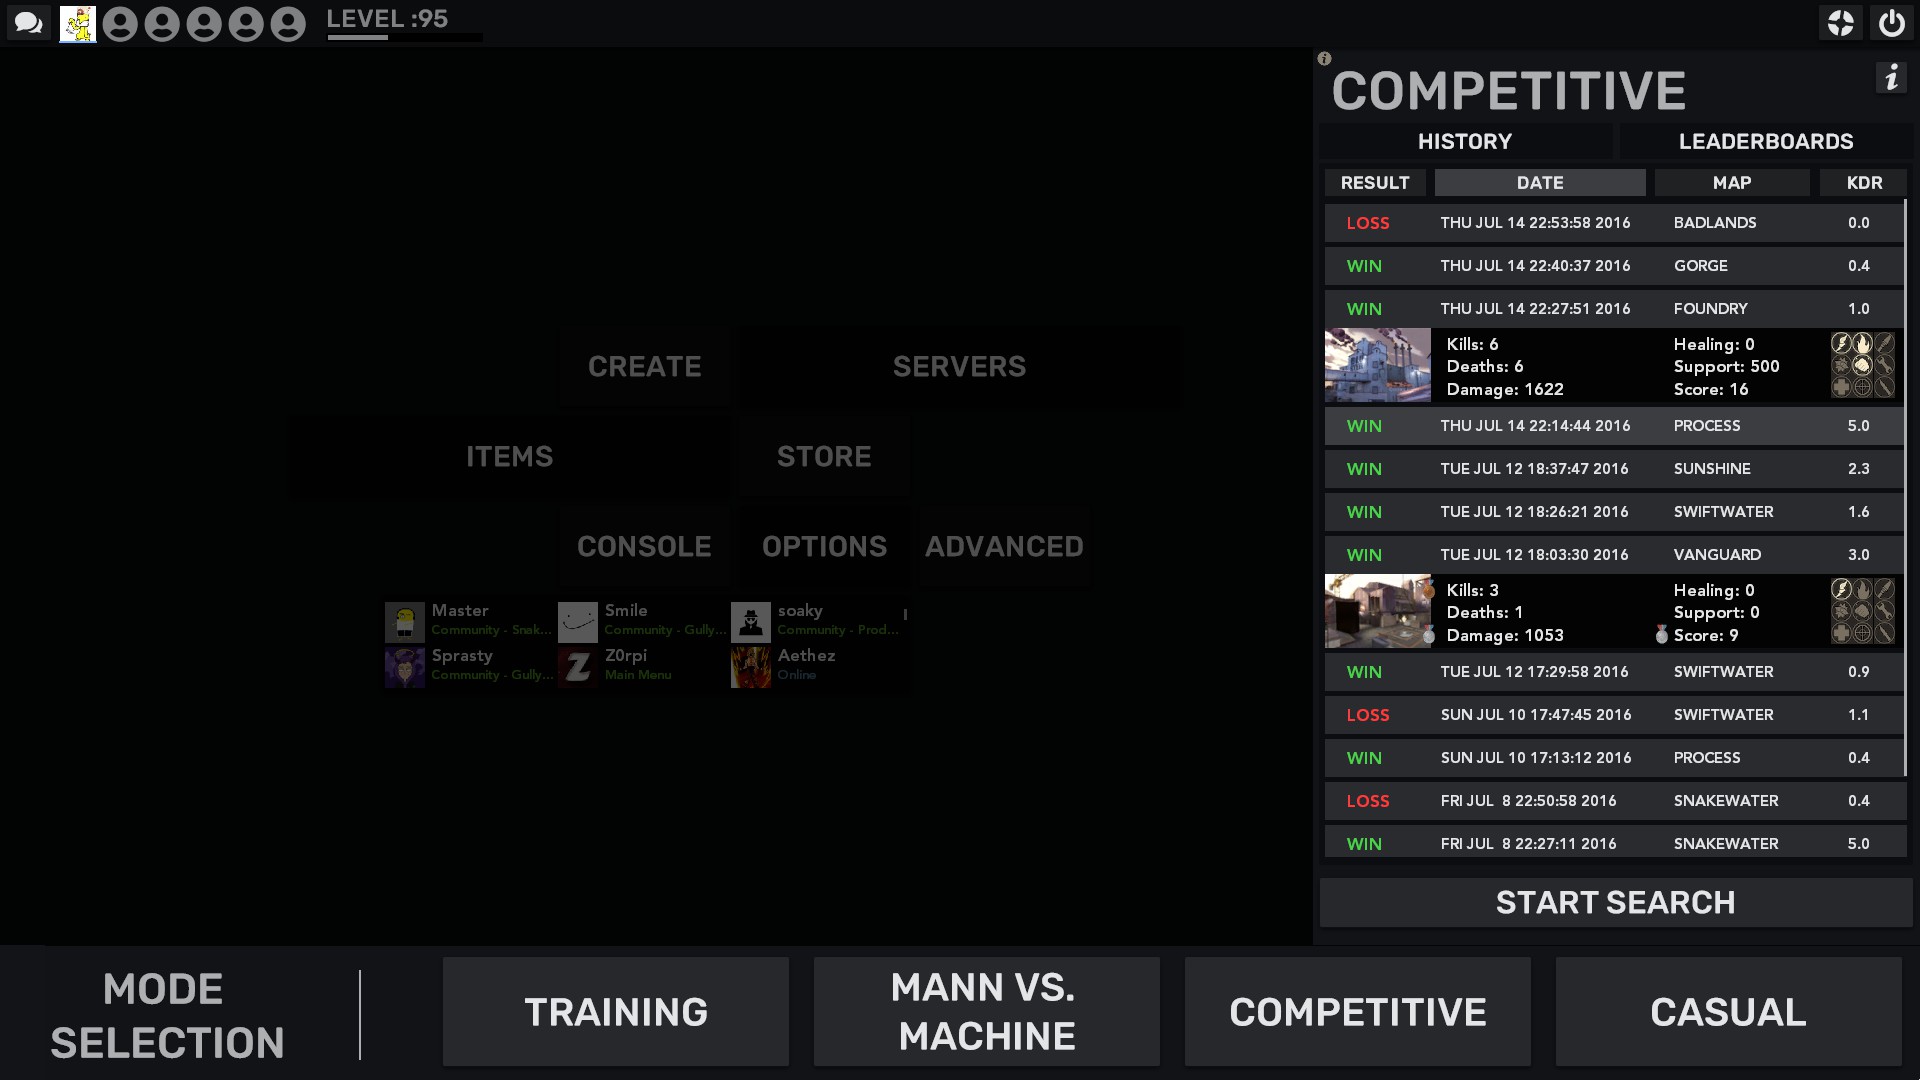 LEVEL :95
COMPETITIVE
HISTORY LEADERBOARDS
RESULT DATE MAP KDR
LOSS THU JUL 14 22:53:58 2016 BADLANDS 0.0
WIN THU JUL 14 22:40:37 2016 GORGE 0.4
WIN THU JUL 14 22:27:51 2016 FOUNDRY 1.0
Kills: 6 Healing: 0
Deaths: 6 Support: 500
Damage: 1622 Score: 16
WIN THU JUL 14 22:14:44 2016 PROCESS 5.0
WIN TUE JUL 12 18:37:47 2016 SUNSHINE 2.3
WIN TUE JUL 12 18:26:21 2016 SWIFTWATER 1.6
WIN TUE JUL 12 18:03:30 2016 VANGUARD 3.0
Kills: 3 Healing: 0
Deaths: 1 Support: 0
Damage: 1053 Score: 9
WIN TUE JUL 12 17:29:58 2016 SWIFTWATER 0.9
LOSS SUN JUL 10 17:47:45 2016 SWIFTWATER 1.1
WIN SUN JUL 10 17:13:12 2016 PROCESS 0.4
LOSS FRI JUL 8 22:50:58 2016 SNAKEWATER 0.4
WIN FRI JUL 8 22:27:11 2016 SNAKEWATER 5.0
START SEARCH
CREATE SERVERS
ITEMS STORE
CONSOLE OPTIONS ADVANCED
Master Smile soaky
Community - Snak... Community - Gully... Community - Prod...
Sprasty Z0rpi Aethez
Community - Gully... Main Menu Online
MODE
SELECTION
TRAINING
MANN VS.
MACHINE
COMPETITIVE
CASUAL